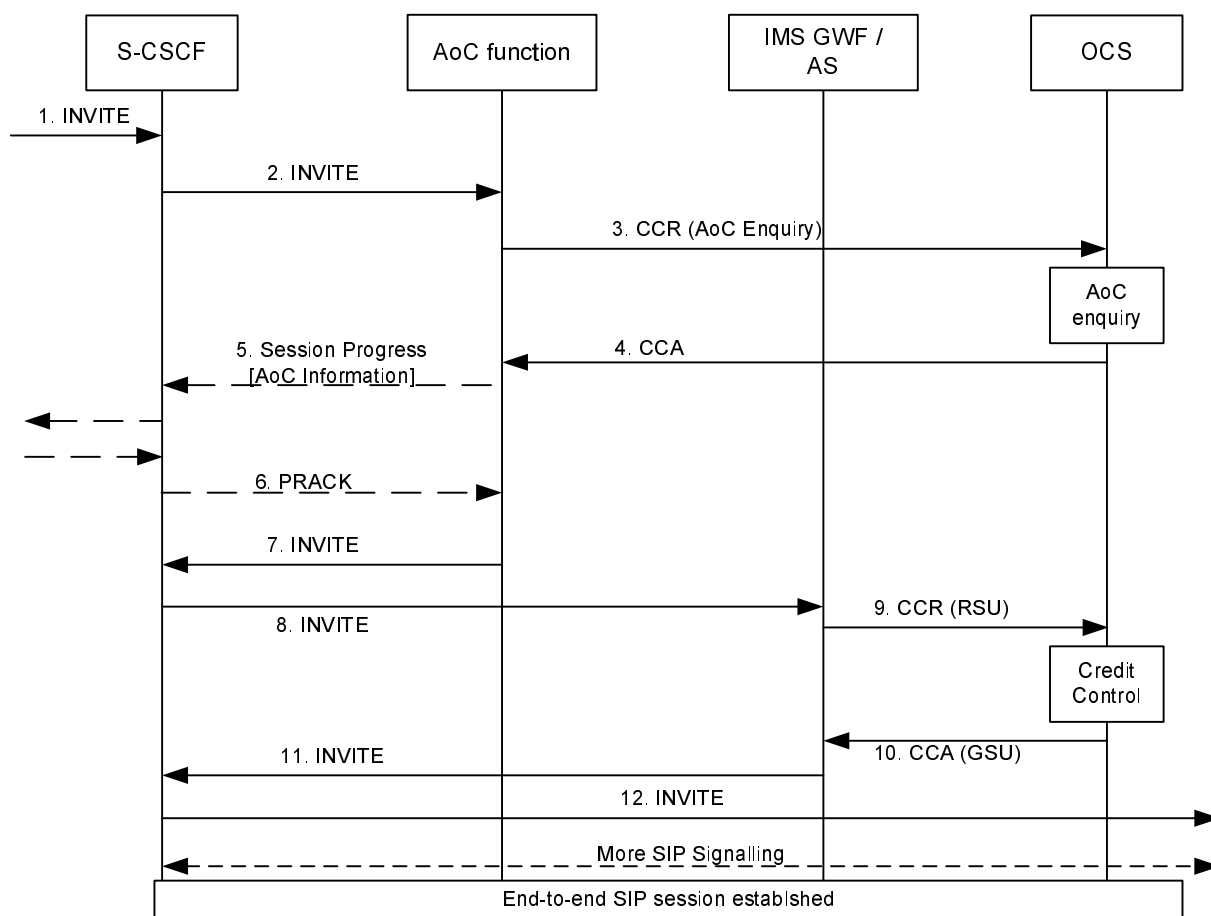 S-CSCF
AoC function
IMS GWF /
AS
OCS
1. INVITE
2. INVITE
3. CCR (AoC Enquiry)
AoC
enquiry
4. CCA
5. Session Progress
[AoC Information]
6. PRACK
7. INVITE
8. INVITE
9. CCR (RSU)
Credit
Control
10. CCA (GSU)
11. INVITE
12. INVITE
More SIP Signalling
End-to-end SIP session establshed